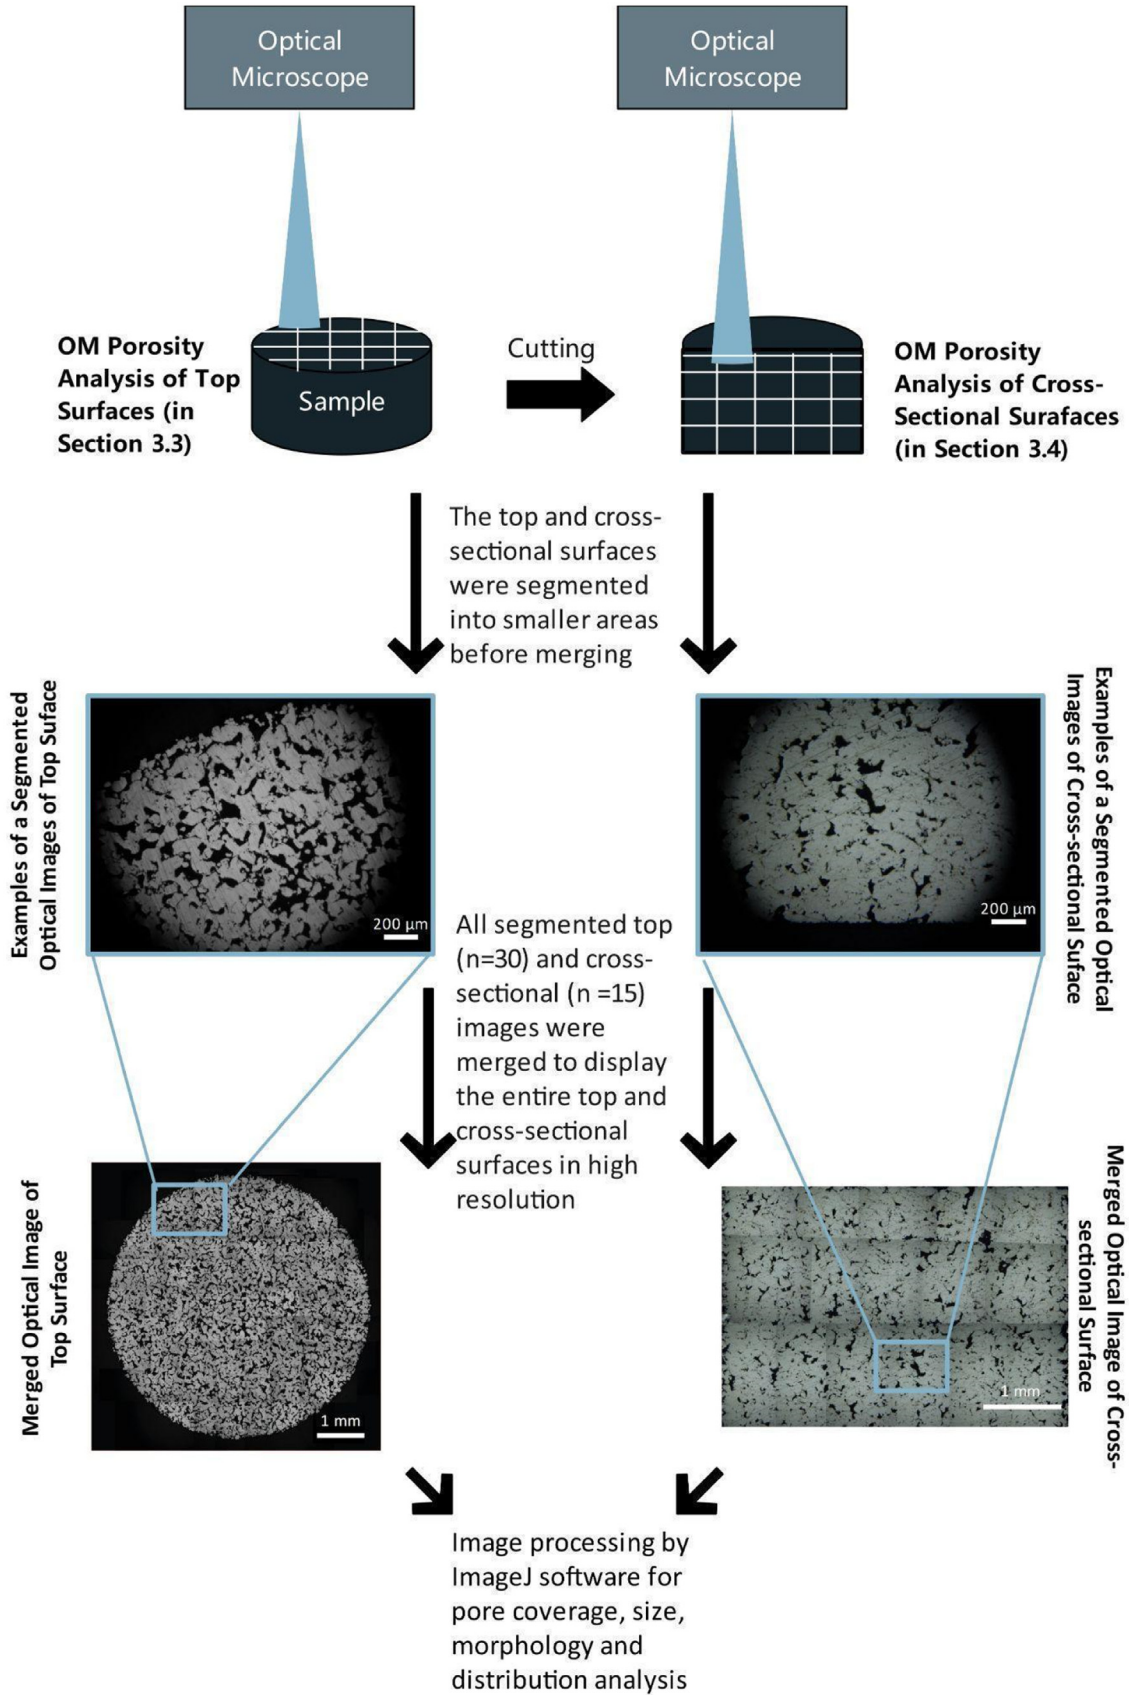 Optical
Microscope
Optical
Microscope
OM Porosity
Analysis of Top
Surfaces (in
Section 3.3)
Sample
Cutting
OM Porosity
Analysis of Cross-
Sectional Surafaces
(in Section 3.4)
The top and cross-
sectional surfaces
were segmented
into smaller areas
before merging
Examples of a Segmented
Optical Images of Top Suface
200 µm
200 µm
Examples of a Segmented Optical
Images of Cross-sectional Suface
All segmented top
(n=30) and cross-
sectional (n =15)
images were
merged to display
the entire top and
cross-sectional
surfaces in high
resolution
Merged Optical Image of
Top Surface
1 mm
1 mm
Merged Optical Image of Cross-
sectional Surface
Image processing by
ImageJ software for
pore coverage, size,
morphology and
distribution analysis